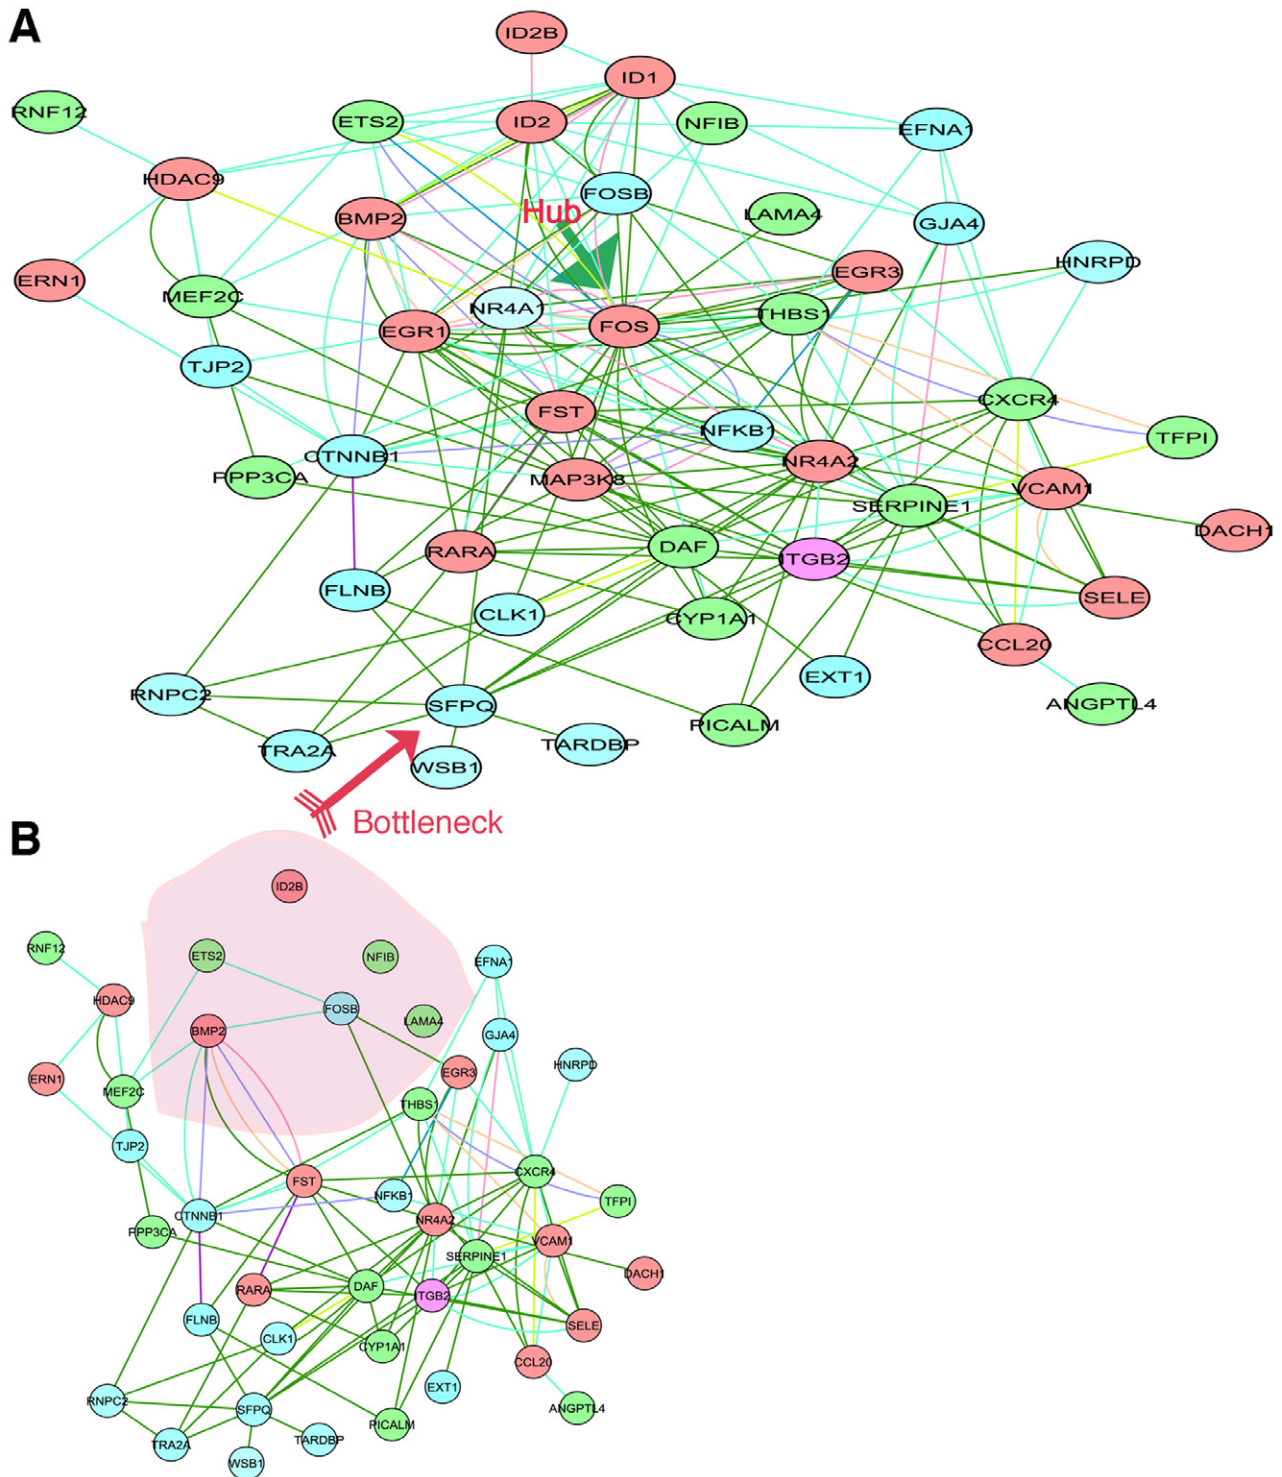 A
ID2B
ID1
RNF12
ETS2
ID2
NFIB
EFNA1
HDAC9
FOSB
BMP2
Hub
LAMA4
GJA4
ERN1
MEF2C
NR4A1
EGR3
HNRPD
EGR1
FOS
THBS1
TJP2
FST
NFKB1
CXCR4
TFPI
PPP3CA
CTNNB1
MAP3K8
NR4A2
SERPINE1
VCAM1
DACH1
RARA
DAF
ITGB2
FLNB
CLK1
CYP1A1
SELE
CCL20
RNPC2
SFPQ
EXT1
ANGPTL4
TRA2A
WSB1
TARDBP
PICALM
Bottleneck
B
ID2B
RNF12
ETS2
NFIB
EFNA1
HDAC9
FOSB
LAMA4
BMP2
GJA4
ERN1
MEF2C
EGR3
HNRPD
THBS1
TJP2
FST
NFKB1
CXCR4
TFPI
PPP3CA
CTNNB1
NR4A2
SERPINE1
VCAM1
DACH1
RARA
DAF
ITGB2
FLNB
CLK1
CYP1A1
SELE
CCL20
RNPC2
SFPQ
EXT1
ANGPTL4
TRA2A
WSB1
TARDBP
PICALM